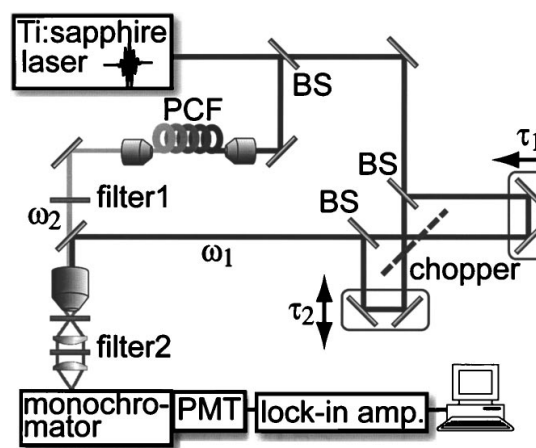 Ti:sapphire
laser
BS
PCF
τ1
BS
filter1
BS
ω2
ω1
chopper
τ2
filter2
monochro-
mator
PMT
lock-in amp.